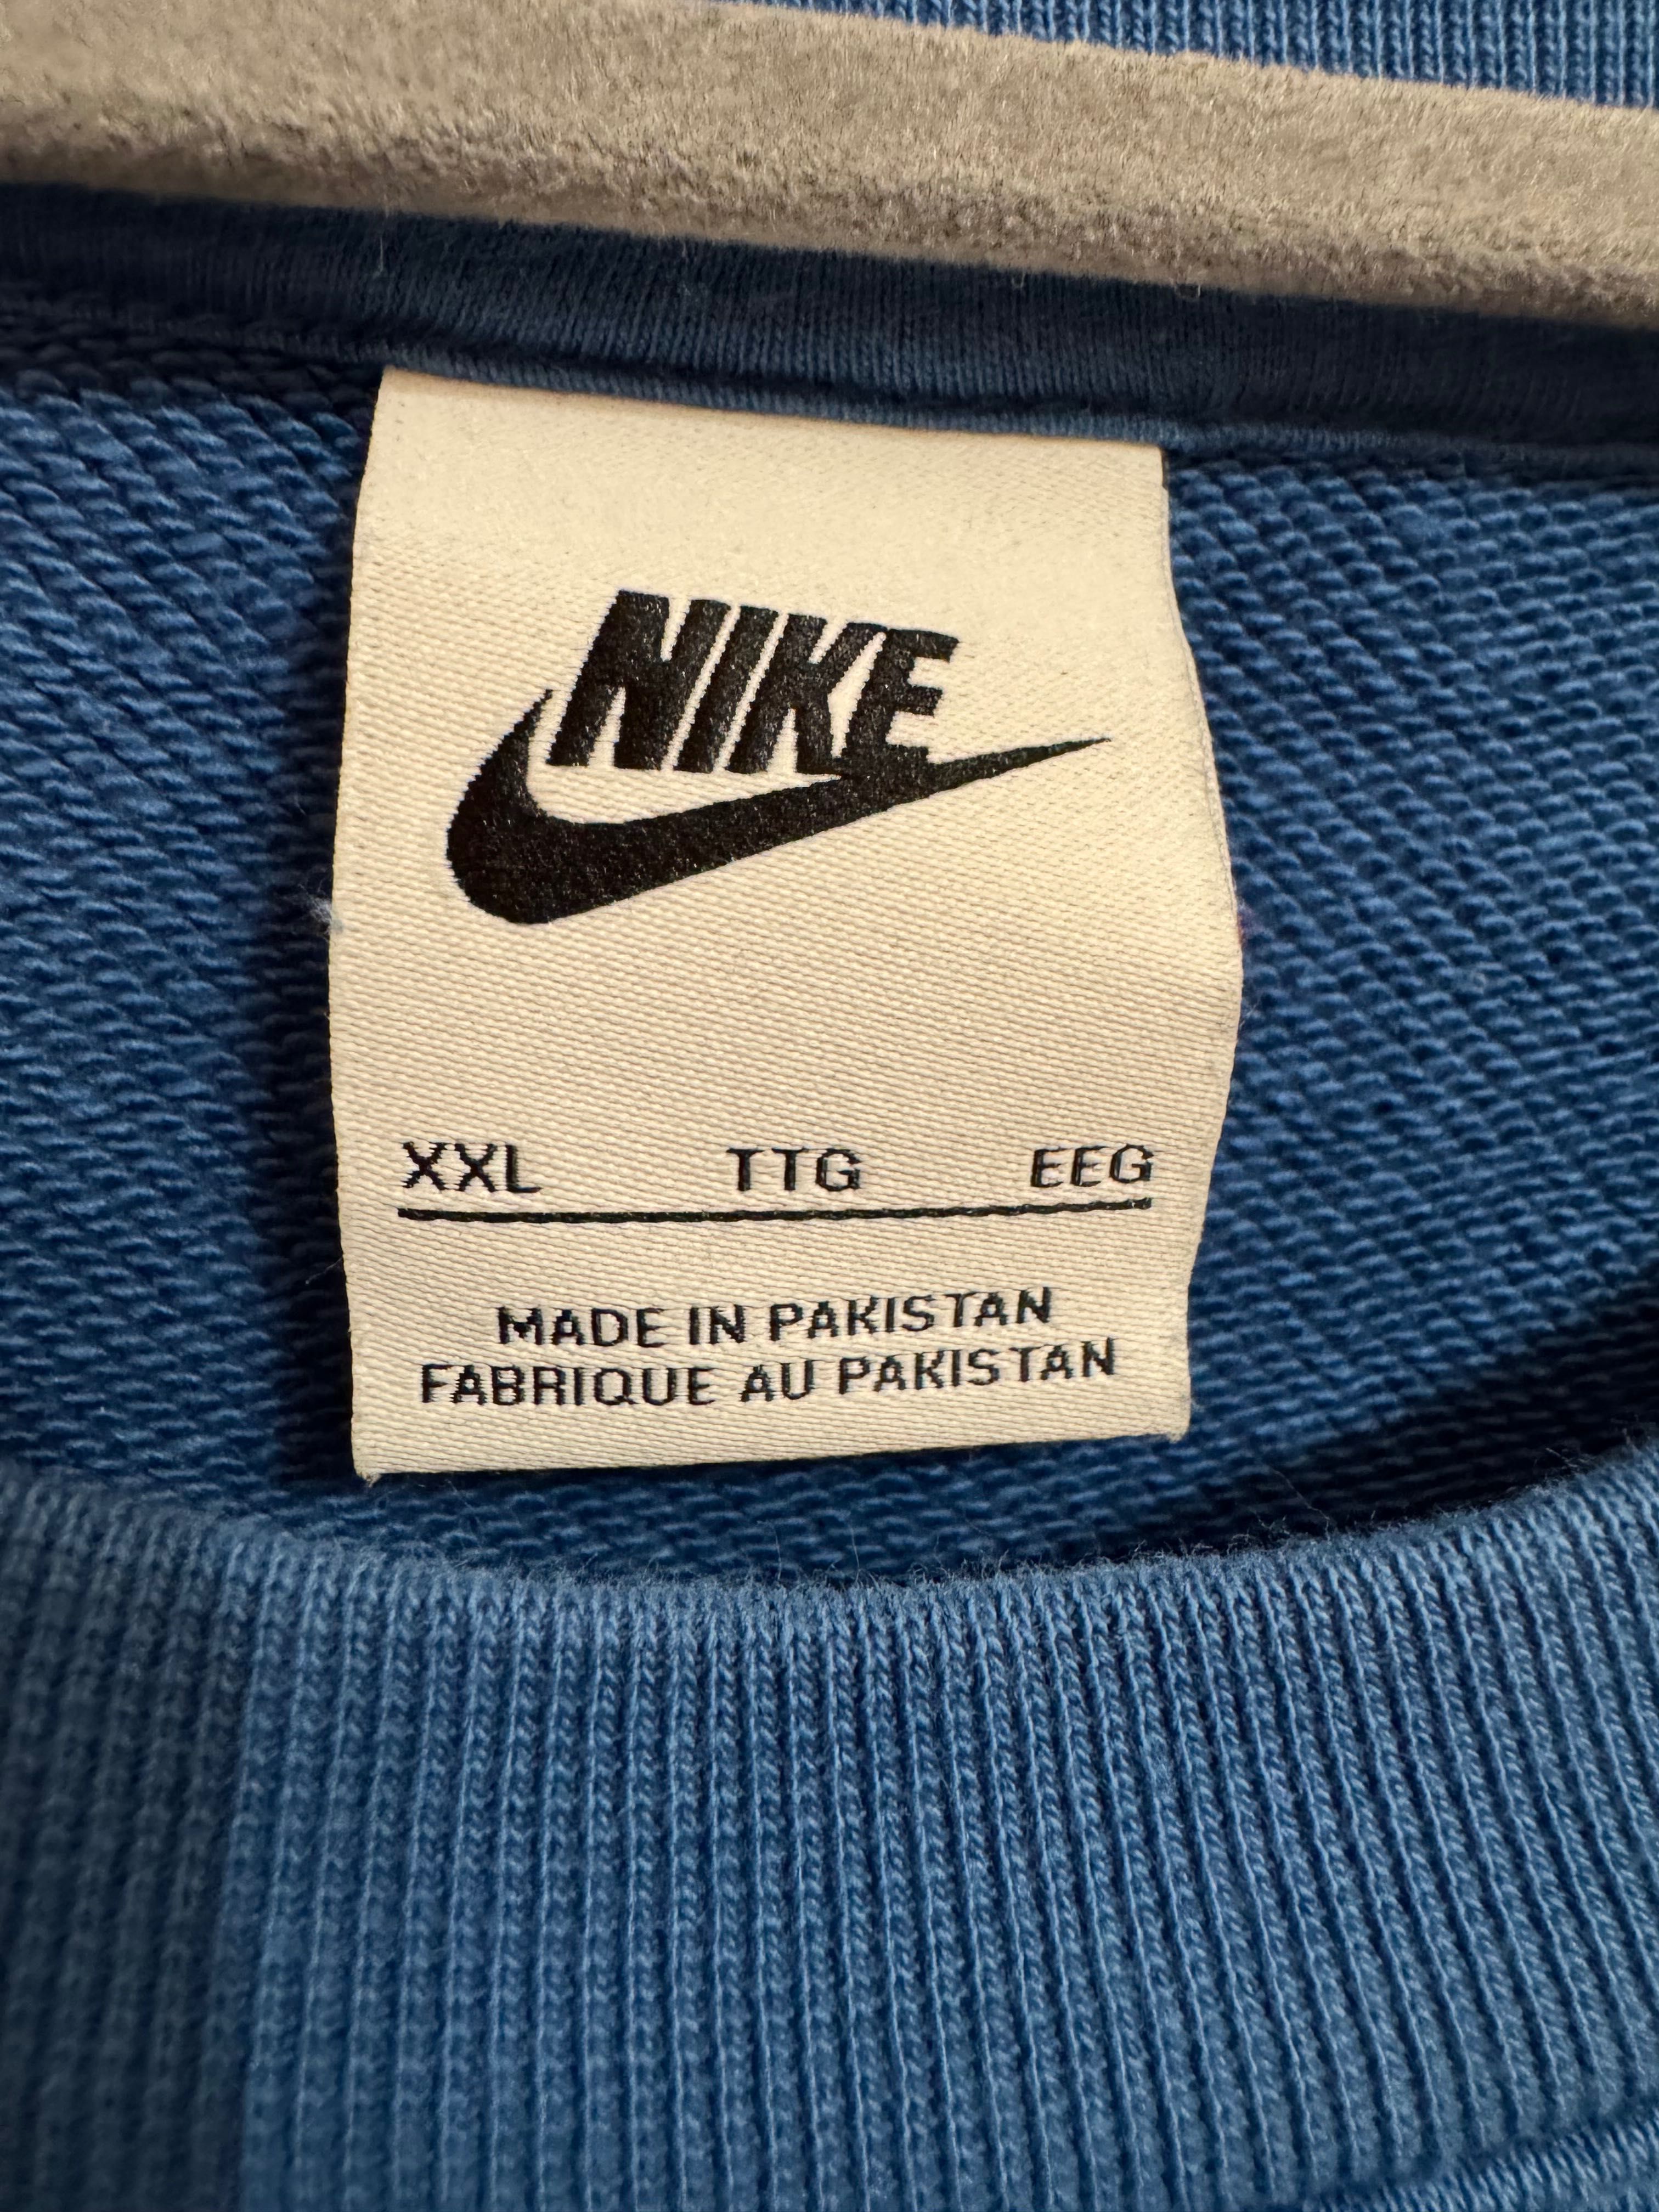 NIKE
XXL TTG EEG
MADE IN PAKISTAN
FABRIQUE AU PAKISTAN